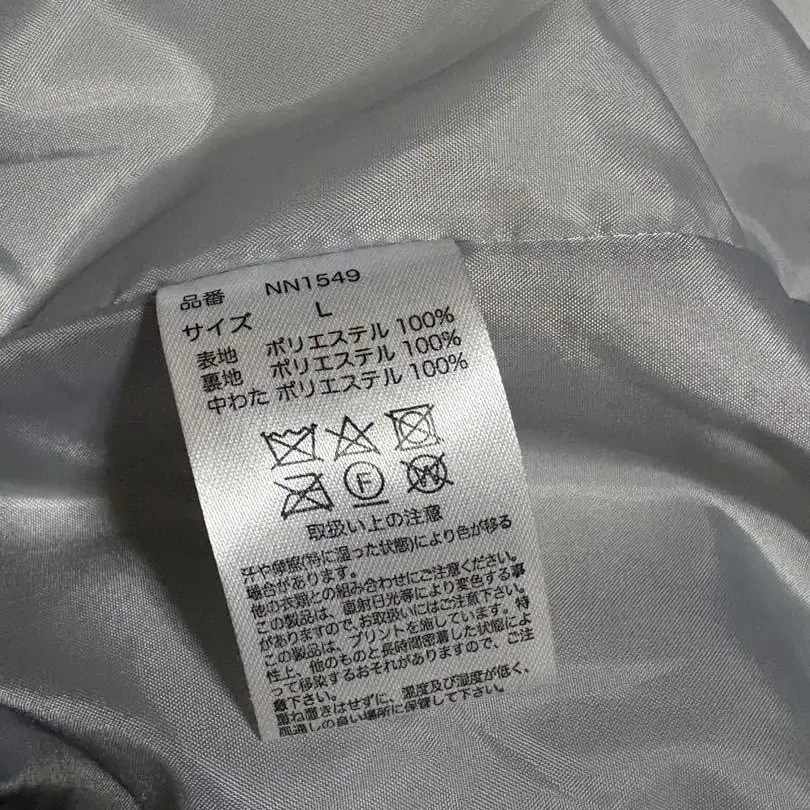 品番 NN1549
サイズ L
表地 ポリエステル 100%
裏地 ポリエステル 100%
中わた ポリエステル 100%
F
W
取扱い上の注意
汗や摩擦(特に湿った状態)により色が移る
場合があります。
他の衣類との組み合わせにご注意ください。
この製品は、直射日光等により変色する事
がありますので、お取扱いにはご注意下さい。
この製品は、プリントを施しています。特
性上、他のものと長時間密着した状態によ
って移染するおそれがありますので、ご注
意下さい。
重ね置きはせずに、温度及び湿度が低く、
風通しの良い場所に保管して下さい。